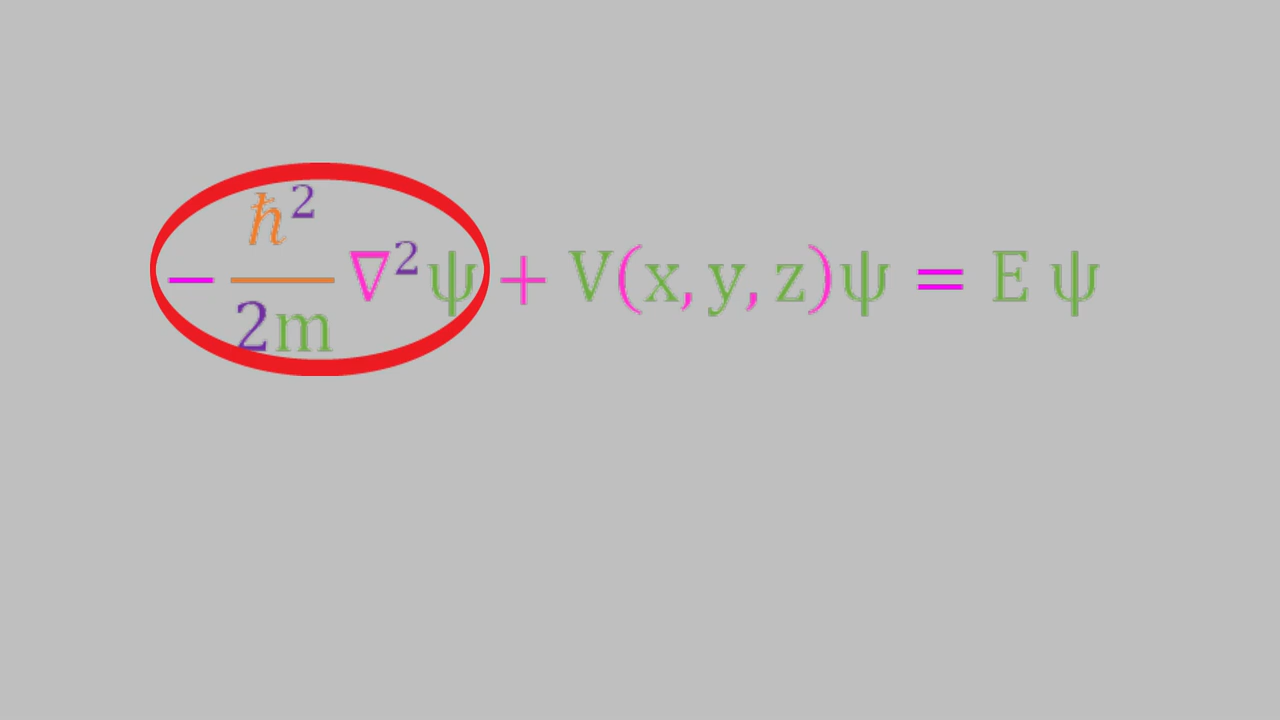 −ħ²/2m ∇²ψ + V(x, y, z)ψ = E ψ